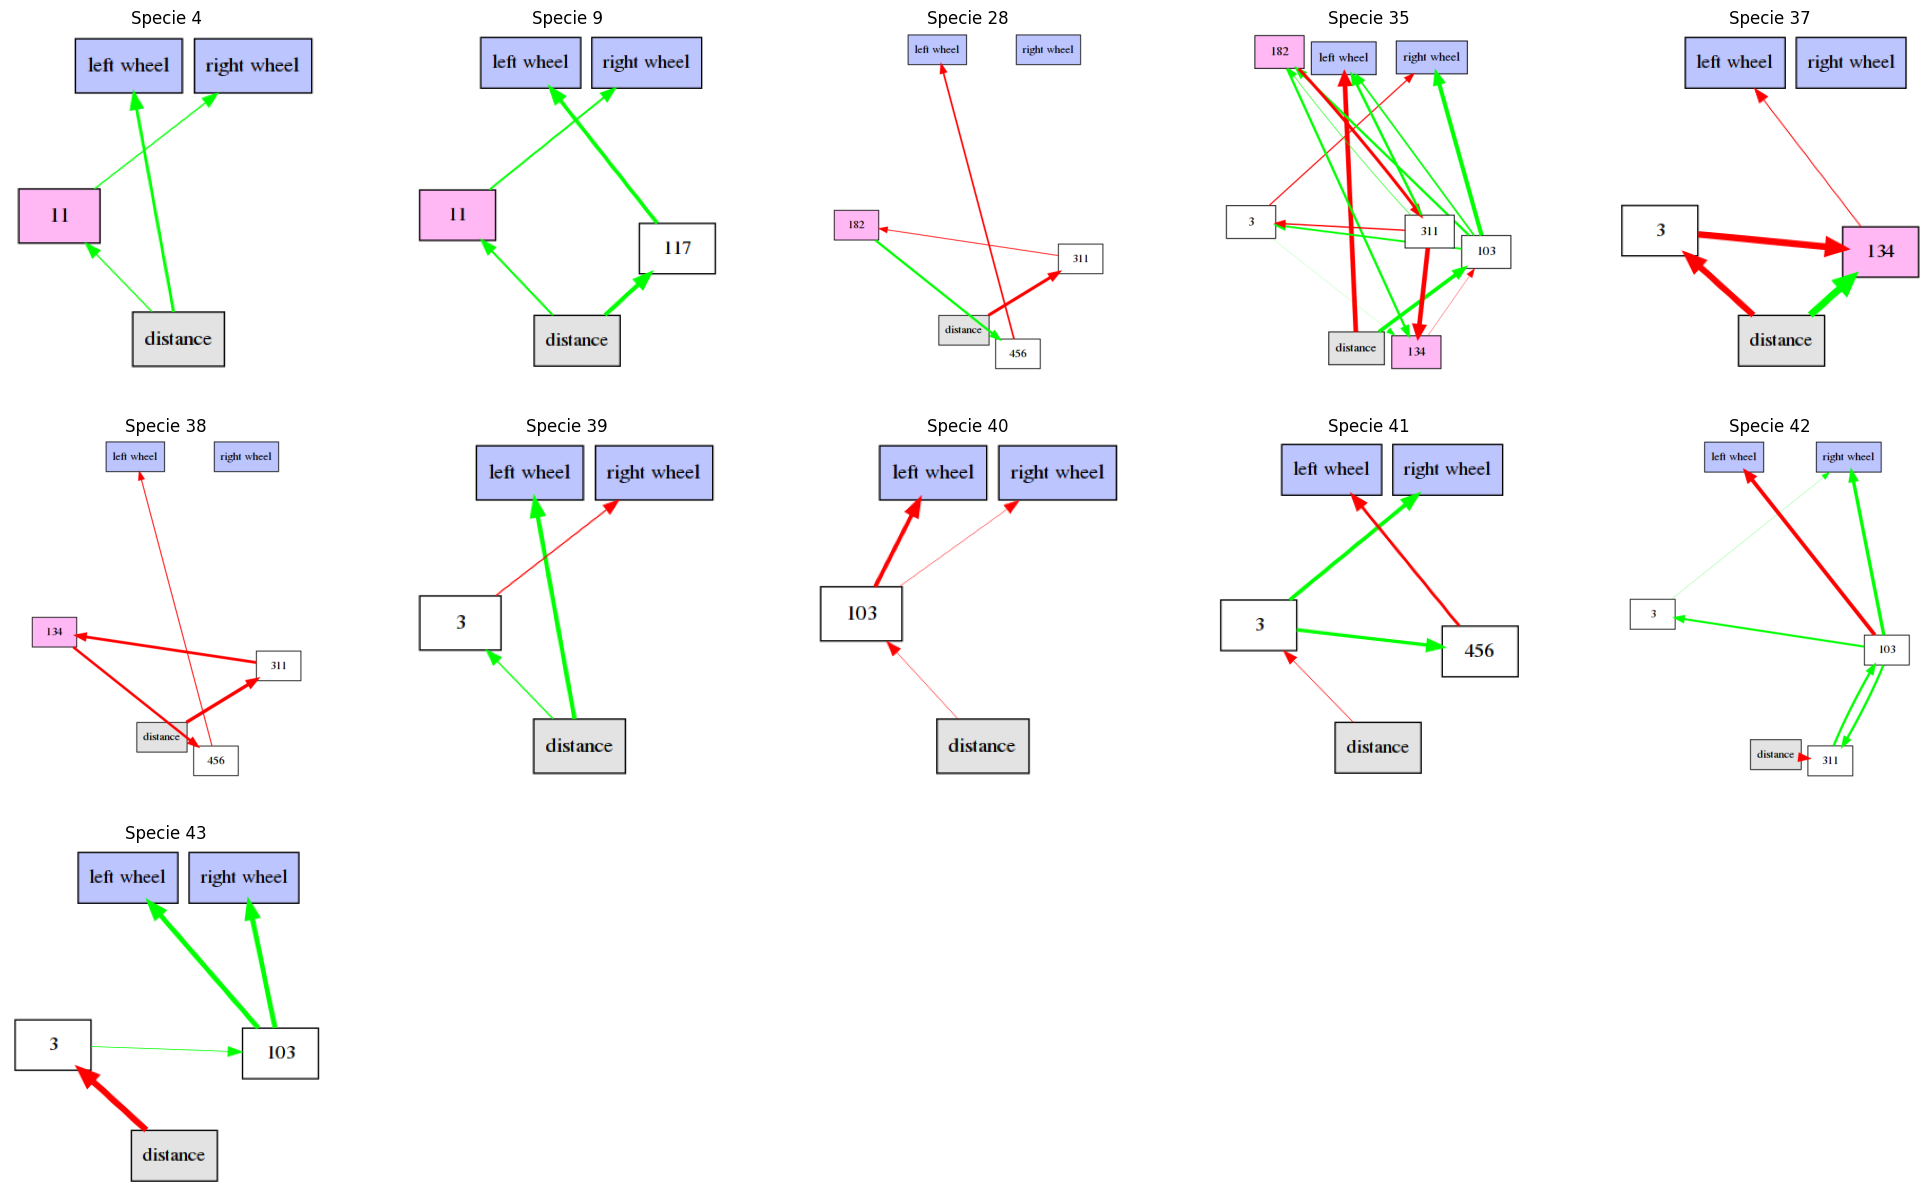 Specie 4
left wheel
right wheel
11
distance
Specie 9
left wheel
right wheel
11
117
distance
Specie 28
left wheel
right wheel
182
311
distance
456
Specie 35
182
left wheel
right wheel
3
311
103
distance
134
Specie 37
left wheel
right wheel
3
134
distance
Specie 38
left wheel
right wheel
134
311
distance
456
Specie 39
left wheel
right wheel
3
distance
Specie 40
left wheel
right wheel
103
distance
Specie 41
left wheel
right wheel
3
456
distance
Specie 42
left wheel
right wheel
3
103
distance
311
Specie 43
left wheel
right wheel
3
103
distance